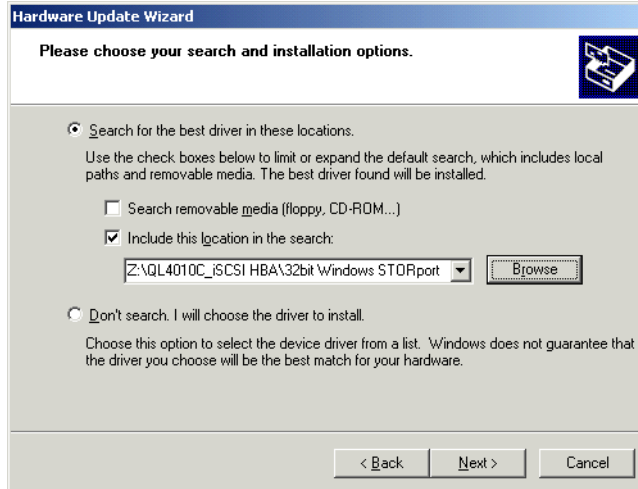 Hardware Update Wizard
Please choose your search and installation options.
Search for the best driver in these locations.
Use the check boxes below to limit or expand the default search, which includes local
paths and removable media. The best driver found will be installed.
Search removable media (floppy, CD-ROM...)
Include this location in the search:
Z:\QL4010C_iSCSI HBA\32bit Windows STORport
Browse
Don't search. I will choose the driver to install.
Choose this option to select the device driver from a list. Windows does not guarantee that
the driver you choose will be the best match for your hardware.
< Back Next > Cancel